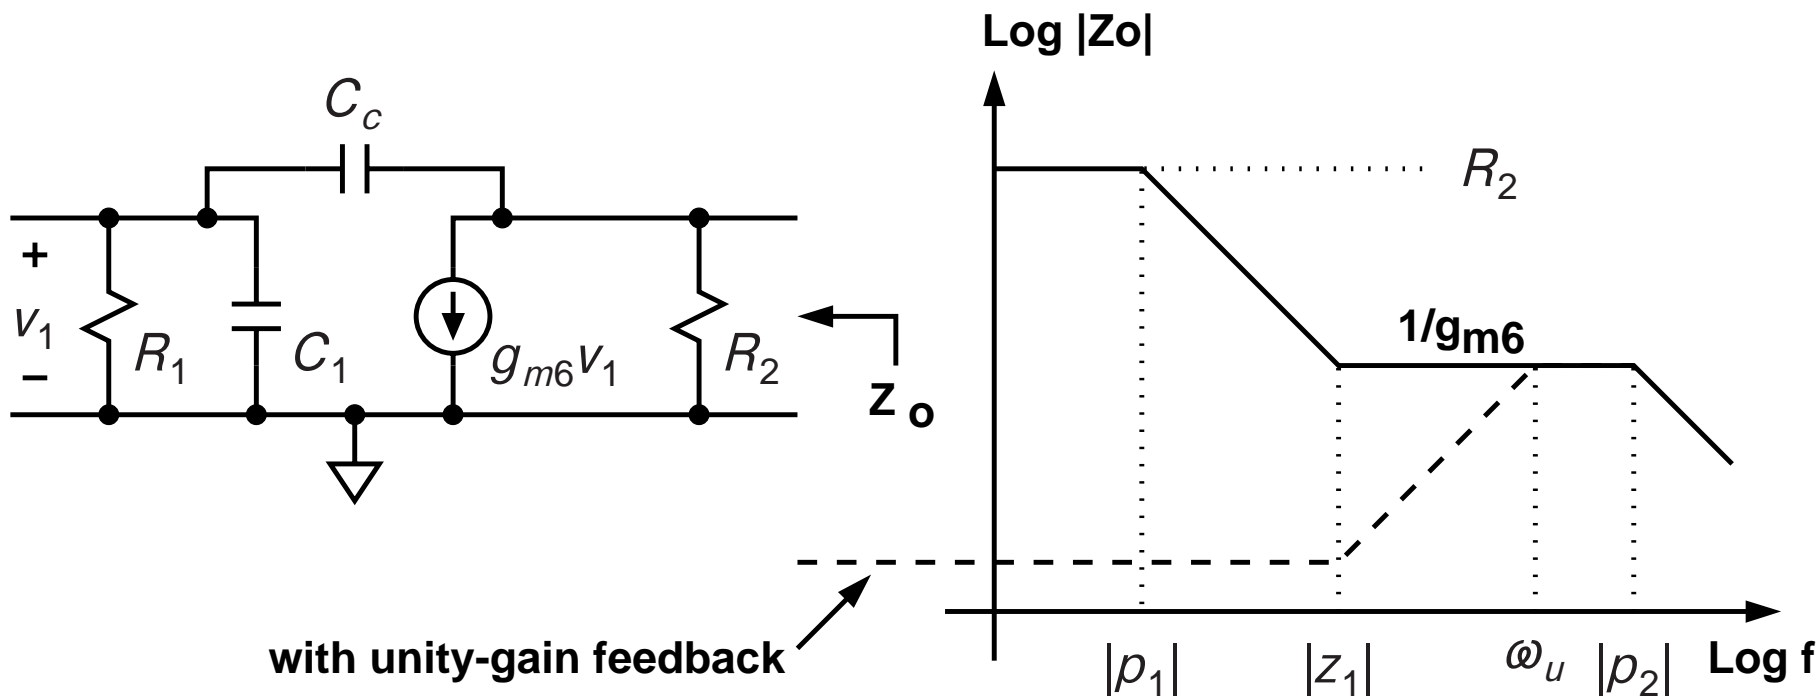 Log |Zo|
C_c
R_2
+
v_1
−
R_1
C_1
g_m6 v_1
R_2
1/g_m6
Z_o
with unity-gain feedback
|p_1|
|z_1|
ω_u
|p_2|
Log f